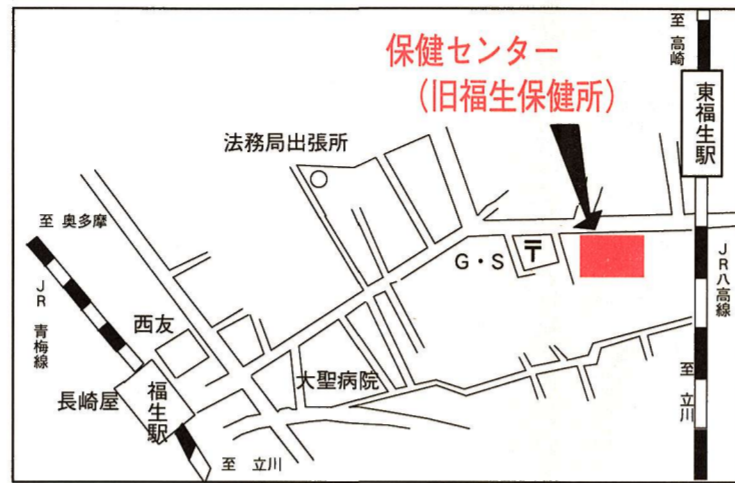 至 高崎
保健センター
(旧福生保健所)
東福生駅
法務局出張所
至 奥多摩
〒
G・S
JR八高線
JR 青梅線
西友
大聖病院
長崎屋
福生駅
至 立川
至 立川